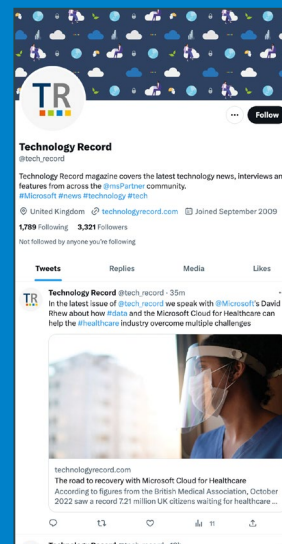 TR
Follow
Technology Record
@tech_record
Technology Record magazine covers the latest technology news, interviews an
features from across the @msPartner community.
#Microsoft #news #technology #tech
United Kingdom technologyrecord.com Joined September 2009
1,789 Following 3,321 Followers
Not followed by anyone you're following
Tweets Replies Media Likes
TR
Technology Record @tech_record · 35m
In the latest issue of @tech_record we speak with @Microsoft's David
Rhew about how #data and the Microsoft Cloud for Healthcare can
help the #healthcare industry overcome multiple challenges
technologyrecord.com
The road to recovery with Microsoft Cloud for Healthcare
According to figures from the British Medical Association, October
2022 saw a record 7.21 million UK citizens waiting for healthcare ...
11